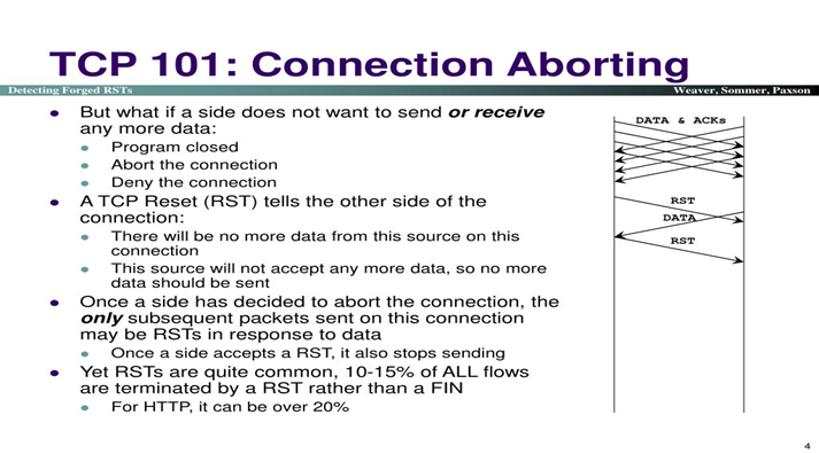 TCP 101: Connection Aborting
Detecting Forged RSTs
Weaver, Sommer, Paxson
But what if a side does not want to send or receive
any more data:
Program closed
Abort the connection
Deny the connection
A TCP Reset (RST) tells the other side of the
connection:
There will be no more data from this source on this
connection
This source will not accept any more data, so no more
data should be sent
Once a side has decided to abort the connection, the
only subsequent packets sent on this connection
may be RSTs in response to data
Once a side accepts a RST, it also stops sending
Yet RSTs are quite common, 10-15% of ALL flows
are terminated by a RST rather than a FIN
For HTTP, it can be over 20%
DATA & ACKs
RST
DATA
RST
4